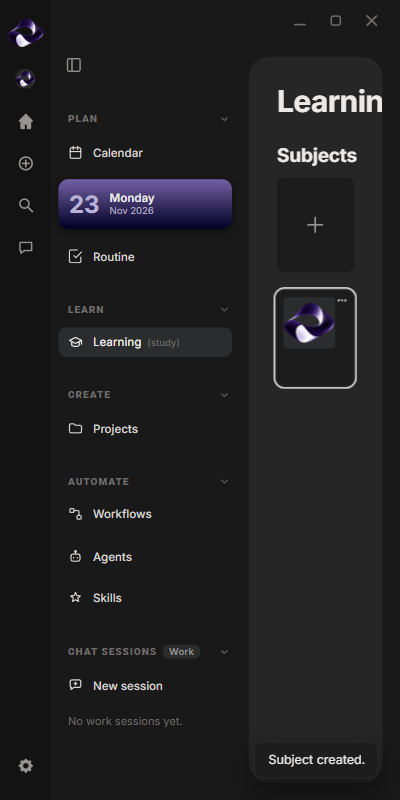 PLAN
Calendar
23
Monday
Nov 2026
Routine
LEARN
Learning (study)
CREATE
Projects
AUTOMATE
Workflows
Agents
Skills
CHAT SESSIONS Work
New session
No work sessions yet.
Learnin
Subjects
Subject created.